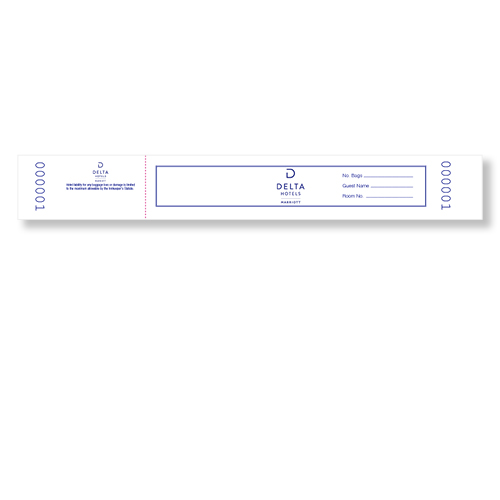 000001
DELTA
HOTELS
MARRIOTT
Hotel liability for any baggage loss or damage is limited
to the maximum allowable by the Innkeeper's Statute.
DELTA
HOTELS
MARRIOTT
No. Bags
Guest Name
Room No.
000001